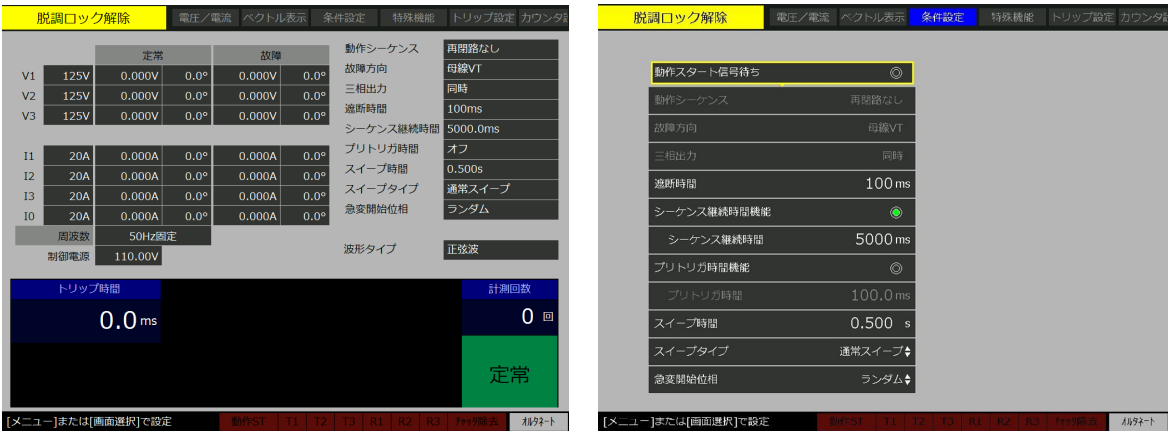 脱調ロック解除 電圧／電流 ベクトル表示 条件設定 特殊機能 トリップ設定 カウンタ
定常 故障
V1 125V 0.000V 0.0° 0.000V 0.0°
V2 125V 0.000V 0.0° 0.000V 0.0°
V3 125V 0.000V 0.0° 0.000V 0.0°
I1 20A 0.000A 0.0° 0.000A 0.0°
I2 20A 0.000A 0.0° 0.000A 0.0°
I3 20A 0.000A 0.0° 0.000A 0.0°
I0 20A 0.000A 0.0° 0.000A 0.0°
周波数 50Hz固定
制御電源 110.00V
動作シーケンス 再閉路なし
故障方向 母線VT
三相出力 同時
遮断時間 100ms
シーケンス継続時間 5000.0ms
プリトリガ時間 オフ
スイープ時間 0.500s
スイープタイプ 通常スイープ
急変開始位相 ランダム
波形タイプ 正弦波
トリップ時間 計測回数
0.0 ms 0 回
定常
[メニュー]または[画面選択]で設定 動作ST T1 T2 T3 R1 R2 R3 ﾁｬﾀﾘ除去 ｵﾙﾀﾈｰﾄ
脱調ロック解除 電圧／電流 ベクトル表示 条件設定 特殊機能 トリップ設定 カウンタ
動作スタート信号待ち ◎
動作シーケンス 再閉路なし
故障方向 母線VT
三相出力 同時
遮断時間 100 ms
シーケンス継続時間機能
シーケンス継続時間 5000 ms
プリトリガ時間機能 ◎
プリトリガ時間 100.0 ms
スイープ時間 0.500 s
スイープタイプ 通常スイープ
急変開始位相 ランダム
[メニュー]または[画面選択]で設定 動作ST T1 T2 T3 R1 R2 R3 ﾁｬﾀﾘ除去 ｵﾙﾀﾈｰﾄ